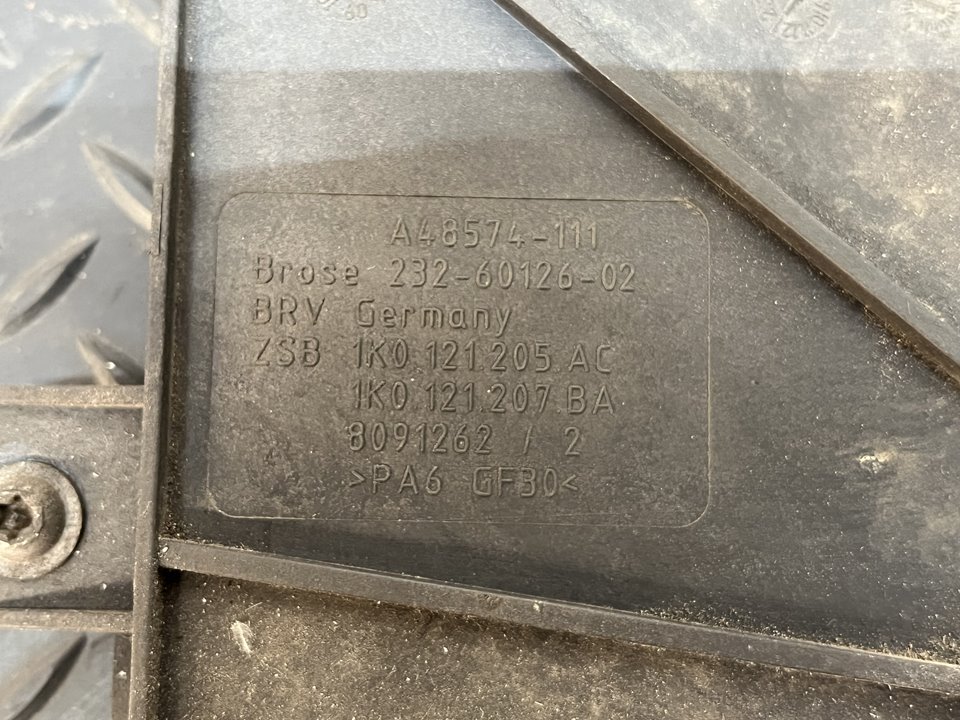 A48574-111
Brose 232-60126-02
BRV Germany
ZSB 1K0.121.205.AC
1K0.121.207.BA
8091262 / 2
>PA6 GF30<